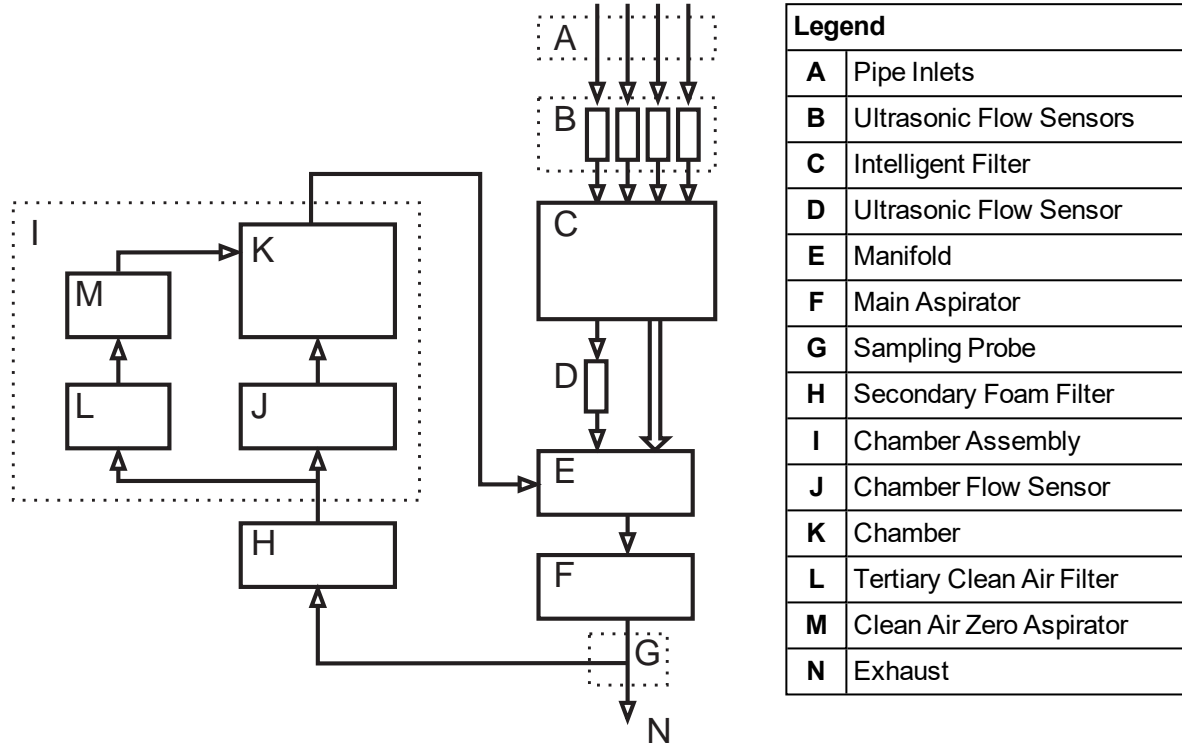 A
B
C
D
E
F
G
N
I
K
M
L
J
H
Legend
A Pipe Inlets
B Ultrasonic Flow Sensors
C Intelligent Filter
D Ultrasonic Flow Sensor
E Manifold
F Main Aspirator
G Sampling Probe
H Secondary Foam Filter
I Chamber Assembly
J Chamber Flow Sensor
K Chamber
L Tertiary Clean Air Filter
M Clean Air Zero Aspirator
N Exhaust